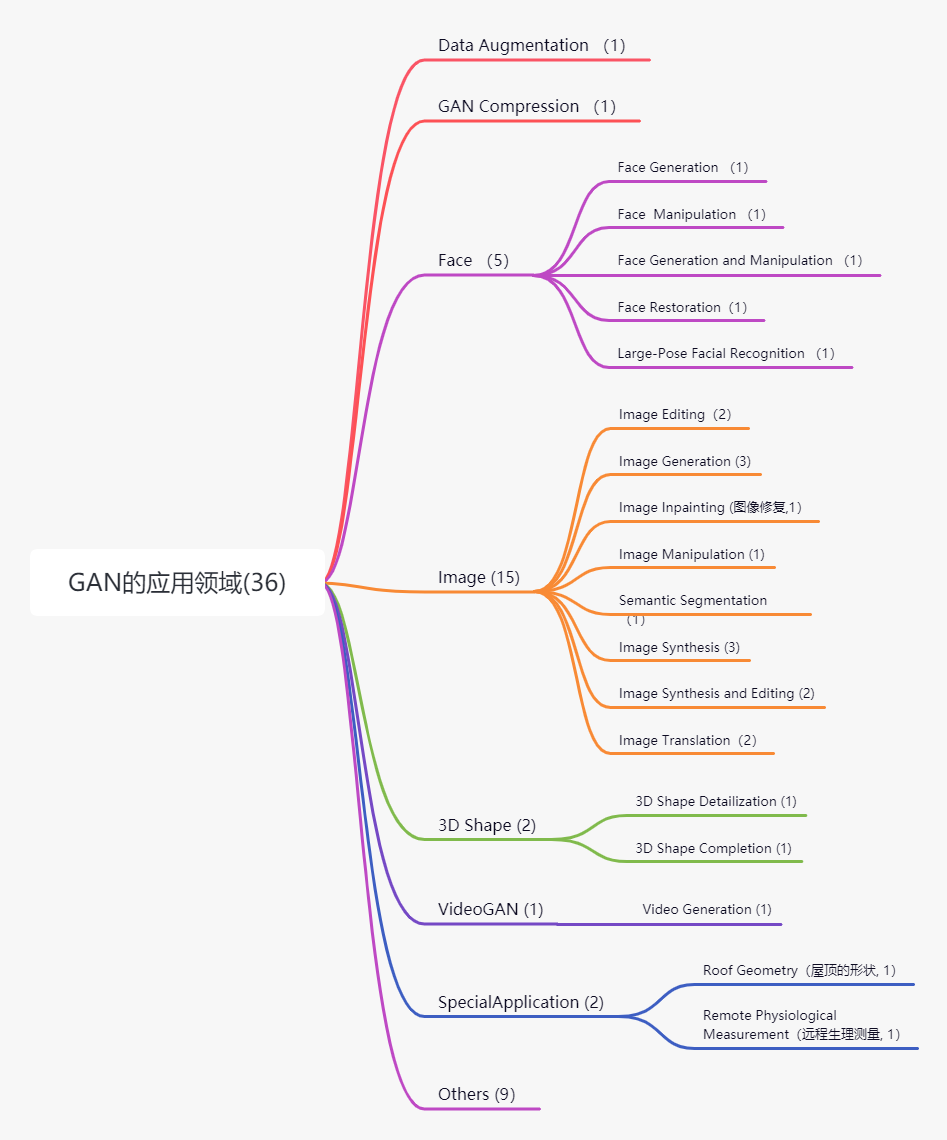 Data Augmentation （1）
GAN Compression （1）
Face Generation （1）
Face  Manipulation （1）
Face （5）
Face Generation and Manipulation （1）
Face Restoration（1）
Large-Pose Facial Recognition （1）
Image Editing（2）
Image Generation (3)
Image Inpainting (图像修复,1）
Image Manipulation (1)
GAN的应用领域(36)
Image (15)
Semantic Segmentation
（1）
Image Synthesis (3)
Image Synthesis and Editing (2)
Image Translation（2）
3D Shape Detailization (1)
3D Shape (2)
3D Shape Completion (1)
VideoGAN (1)
Video Generation (1)
Roof Geometry（屋顶的形状, 1）
SpecialApplication (2)
Remote Physiological
Measurement（远程生理测量, 1）
Others (9）